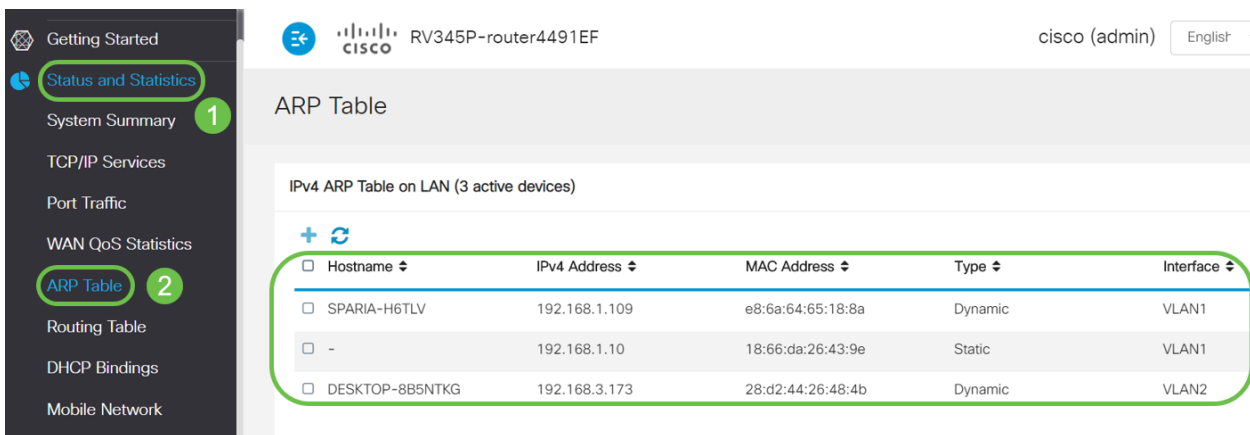 Getting Started
Status and Statistics
1
System Summary
TCP/IP Services
Port Traffic
WAN QoS Statistics
ARP Table
2
Routing Table
DHCP Bindings
Mobile Network
CISCO RV345P-router4491EF cisco (admin) English
ARP Table
IPv4 ARP Table on LAN (3 active devices)
Hostname IPv4 Address MAC Address Type Interface
SPARIA-H6TLV 192.168.1.109 e8:6a:64:65:18:8a Dynamic VLAN1
- 192.168.1.10 18:66:da:26:43:9e Static VLAN1
DESKTOP-8B5NTKG 192.168.3.173 28:d2:44:26:48:4b Dynamic VLAN2